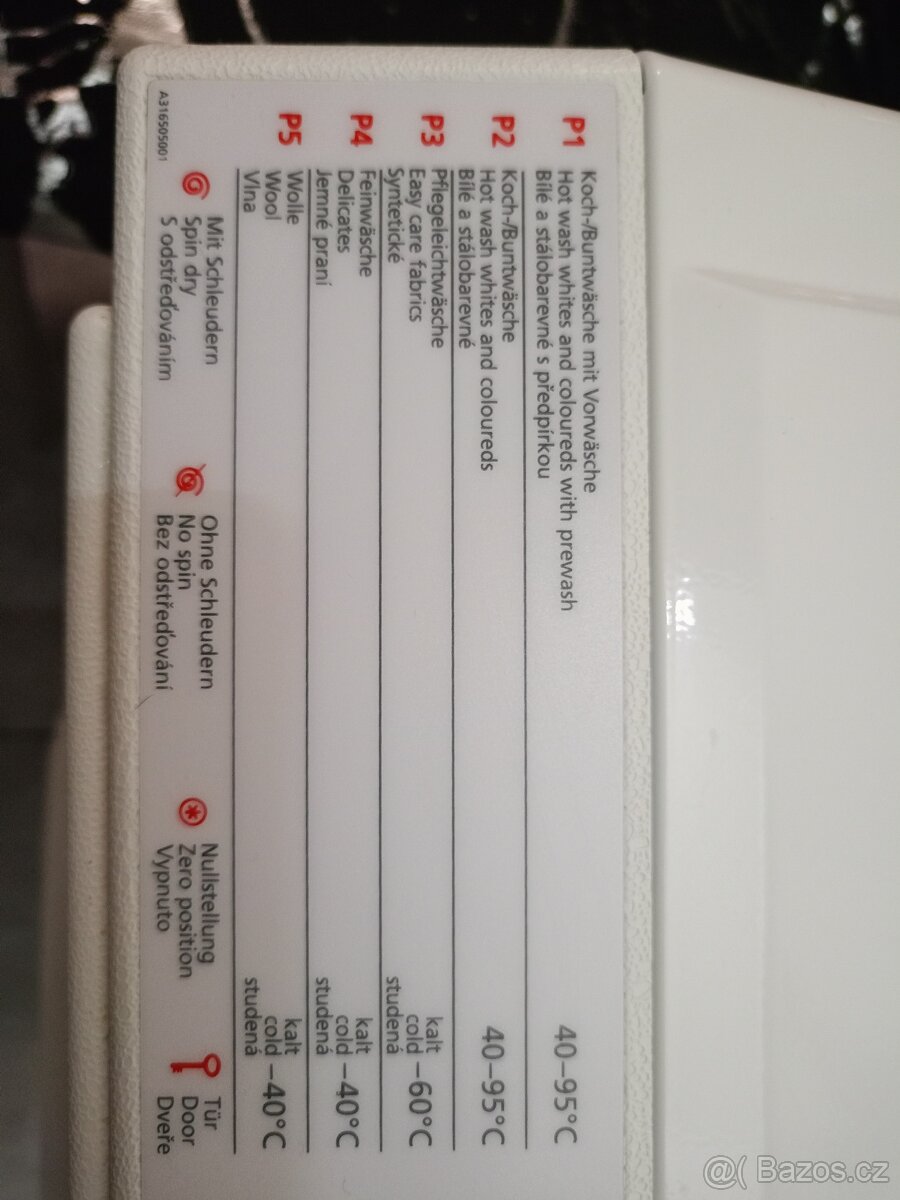 P1
Koch-/Buntwäsche mit Vorwäsche
Hot wash whites and coloureds with prewash
Bílé a stálobarevné s předpírkou
40–95°C
P2
Koch-/Buntwäsche
Hot wash whites and coloureds
Bílé a stálobarevné
40–95°C
P3
Pflegeleichtwäsche
Easy care fabrics
Syntetické
kalt
cold –60°C
studená
P4
Feinwäsche
Delicates
Jemné praní
kalt
cold –40°C
studená
P5
Wolle
Wool
Vlna
kalt
cold –40°C
studená
Mit Schleudern
Spin dry
S odstřeďováním
Ohne Schleudern
No spin
Bez odstřeďování
Nullstellung
Zero position
Vypnuto
Tür
Door
Dveře
A316505001
@( Bazos.cz